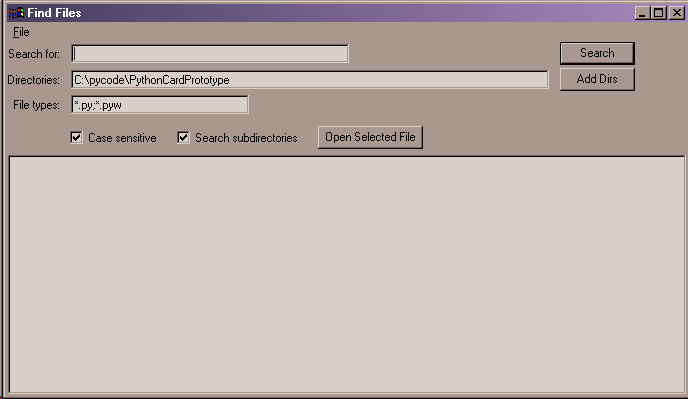 Find Files
File
Search for: Search
Directories: C:\pycode\PythonCardPrototype Add Dirs
File types: *.py;*.pyw
Case sensitive Search subdirectories Open Selected File